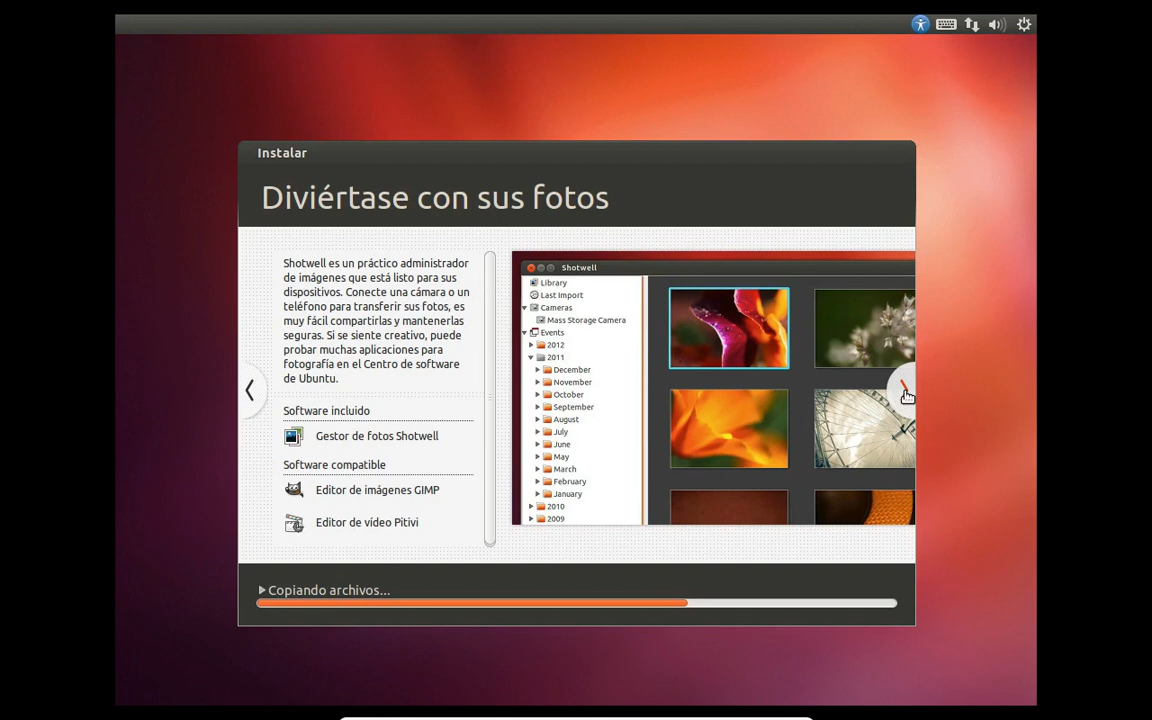 Instalar
Diviértase con sus fotos
Shotwell es un práctico administrador
de imágenes que está listo para sus
dispositivos. Conecte una cámara o un
teléfono para transferir sus fotos, es
muy fácil compartirlas y mantenerlas
seguras. Si se siente creativo, puede
probar muchas aplicaciones para
fotografía en el Centro de software
de Ubuntu.
Software incluido
Gestor de fotos Shotwell
Software compatible
Editor de imágenes GIMP
Editor de vídeo Pitivi
Shotwell
Library
Last Import
Cameras
Mass Storage Camera
Events
2012
2011
December
November
October
September
August
July
June
May
March
February
January
2010
2009
Copiando archivos...